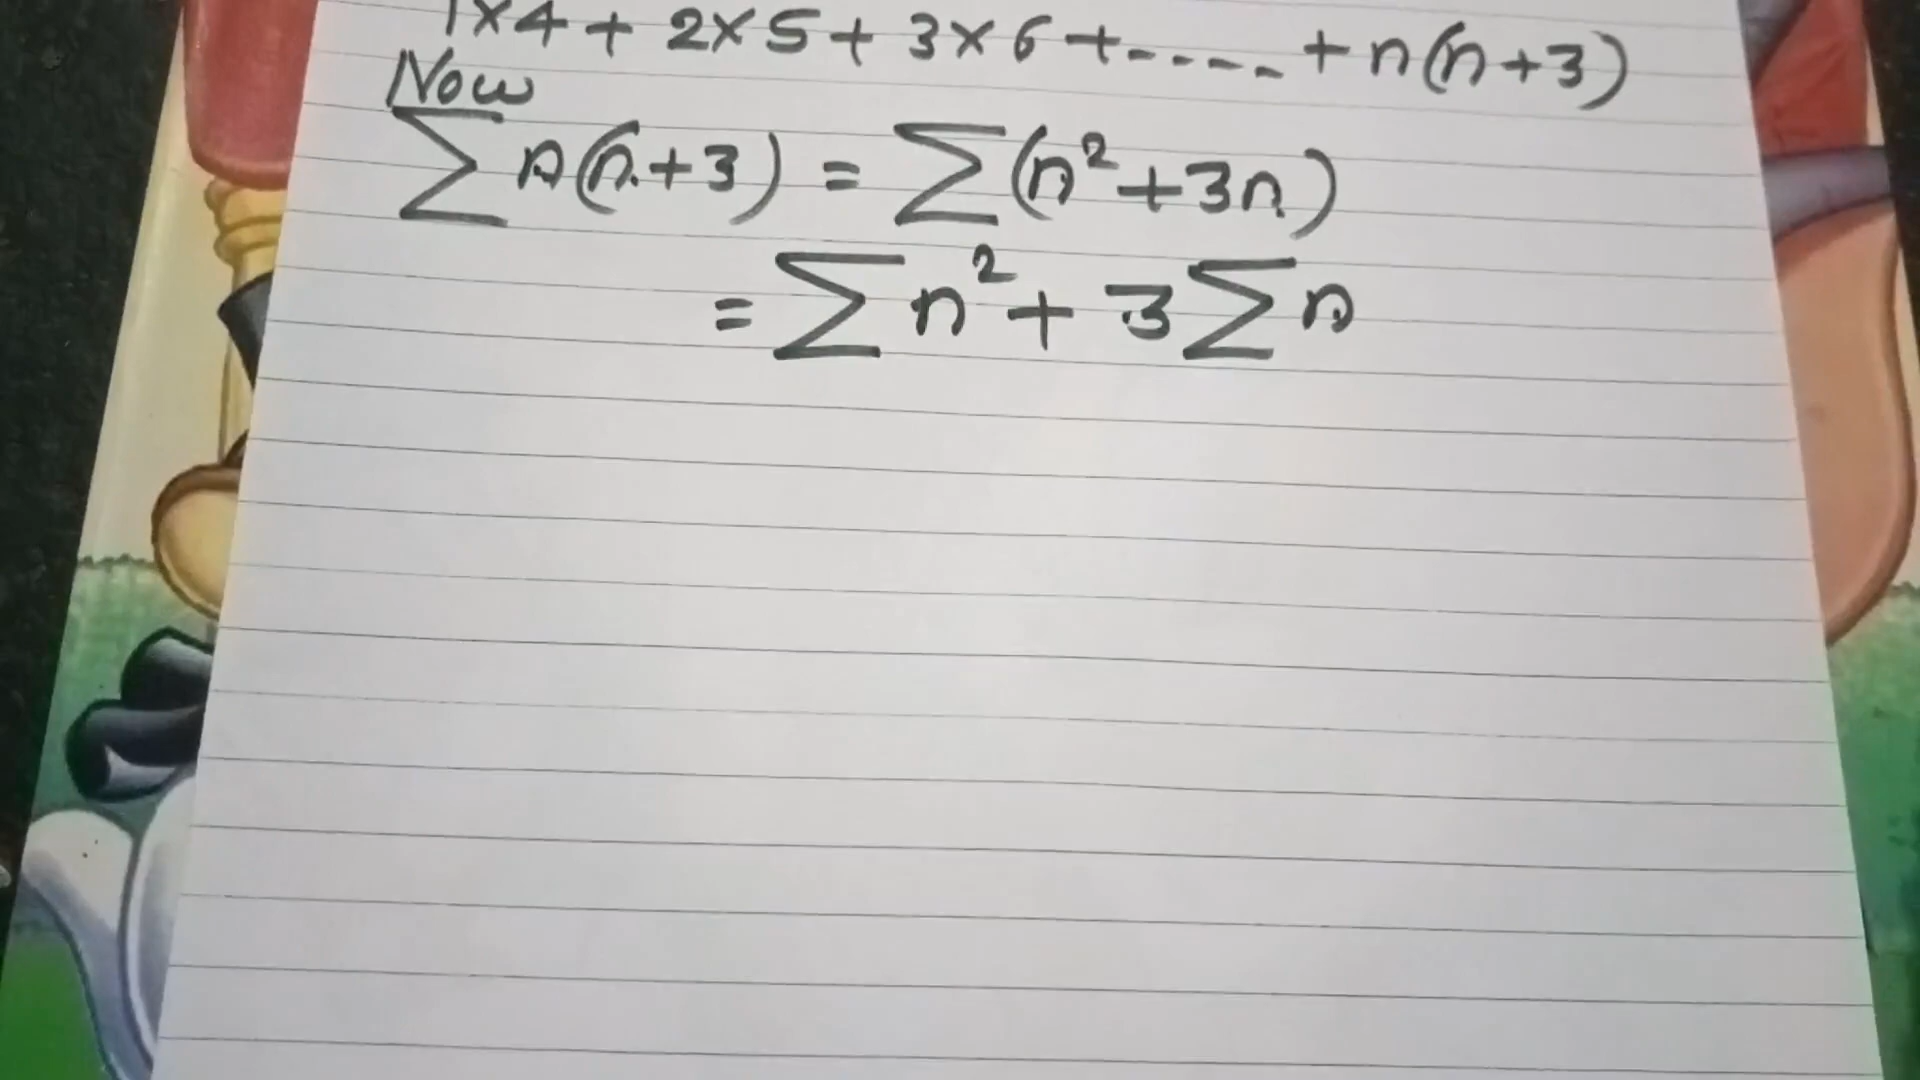 1×4 + 2×5 + 3×6 +----- + n(n+3)
Now
∑ n(n+3) = ∑(n²+3n)
= ∑n² + 3∑n